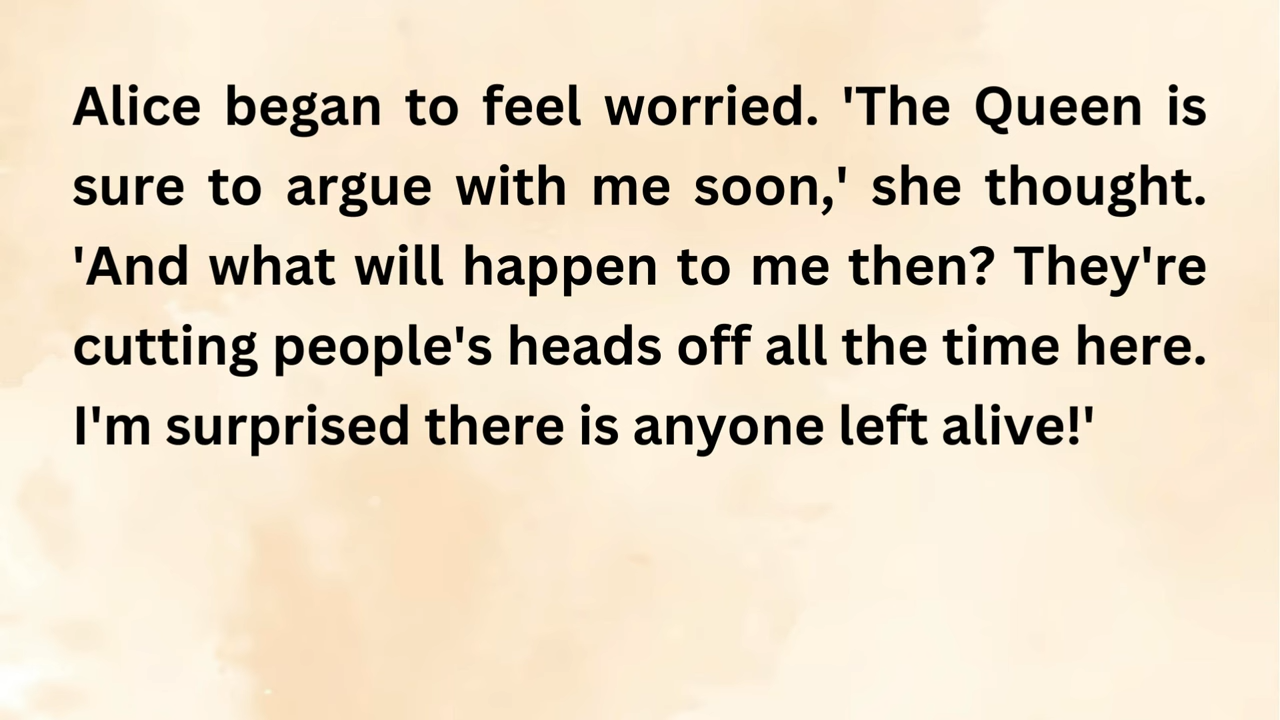 Alice began to feel worried. 'The Queen is
sure to argue with me soon,' she thought.
'And what will happen to me then? They're
cutting people's heads off all the time here.
I'm surprised there is anyone left alive!'